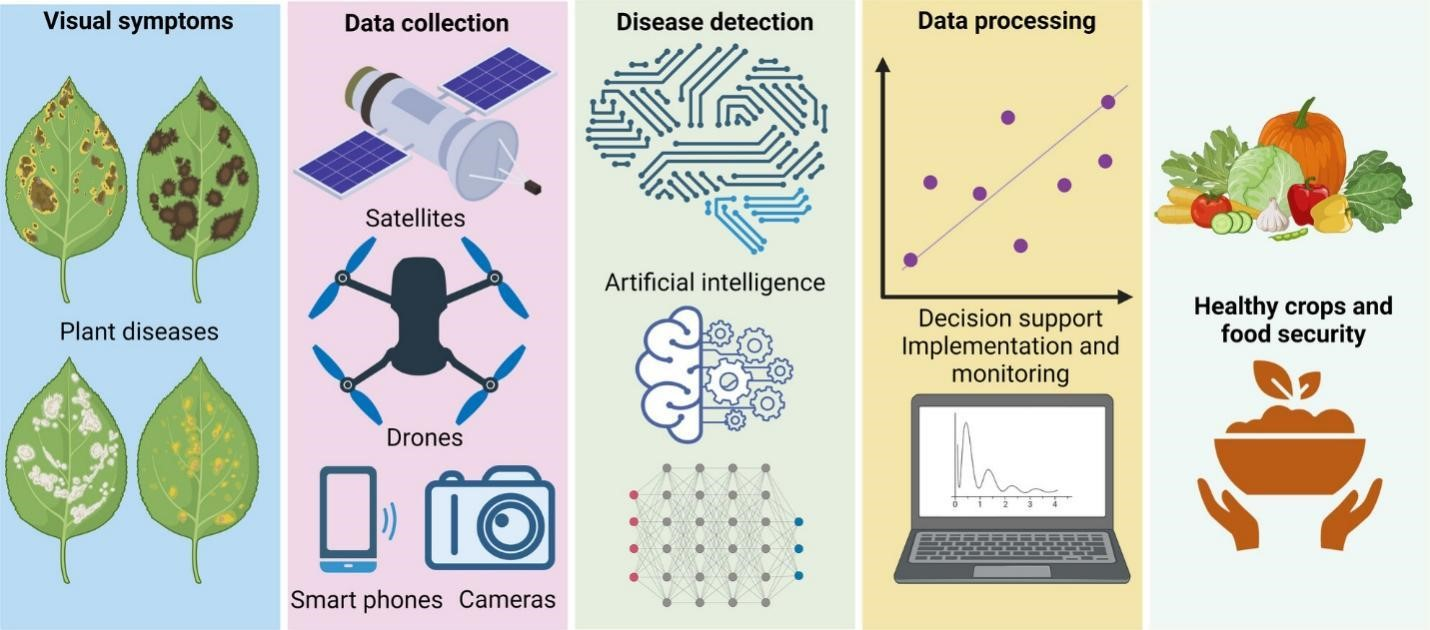 Visual symptoms
Plant diseases
Data collection
Satellites
Drones
Smart phones
Cameras
Disease detection
Artificial intelligence
Data processing
Decision support
Implementation and
monitoring
0 1 2 3 4
Healthy crops and
food security